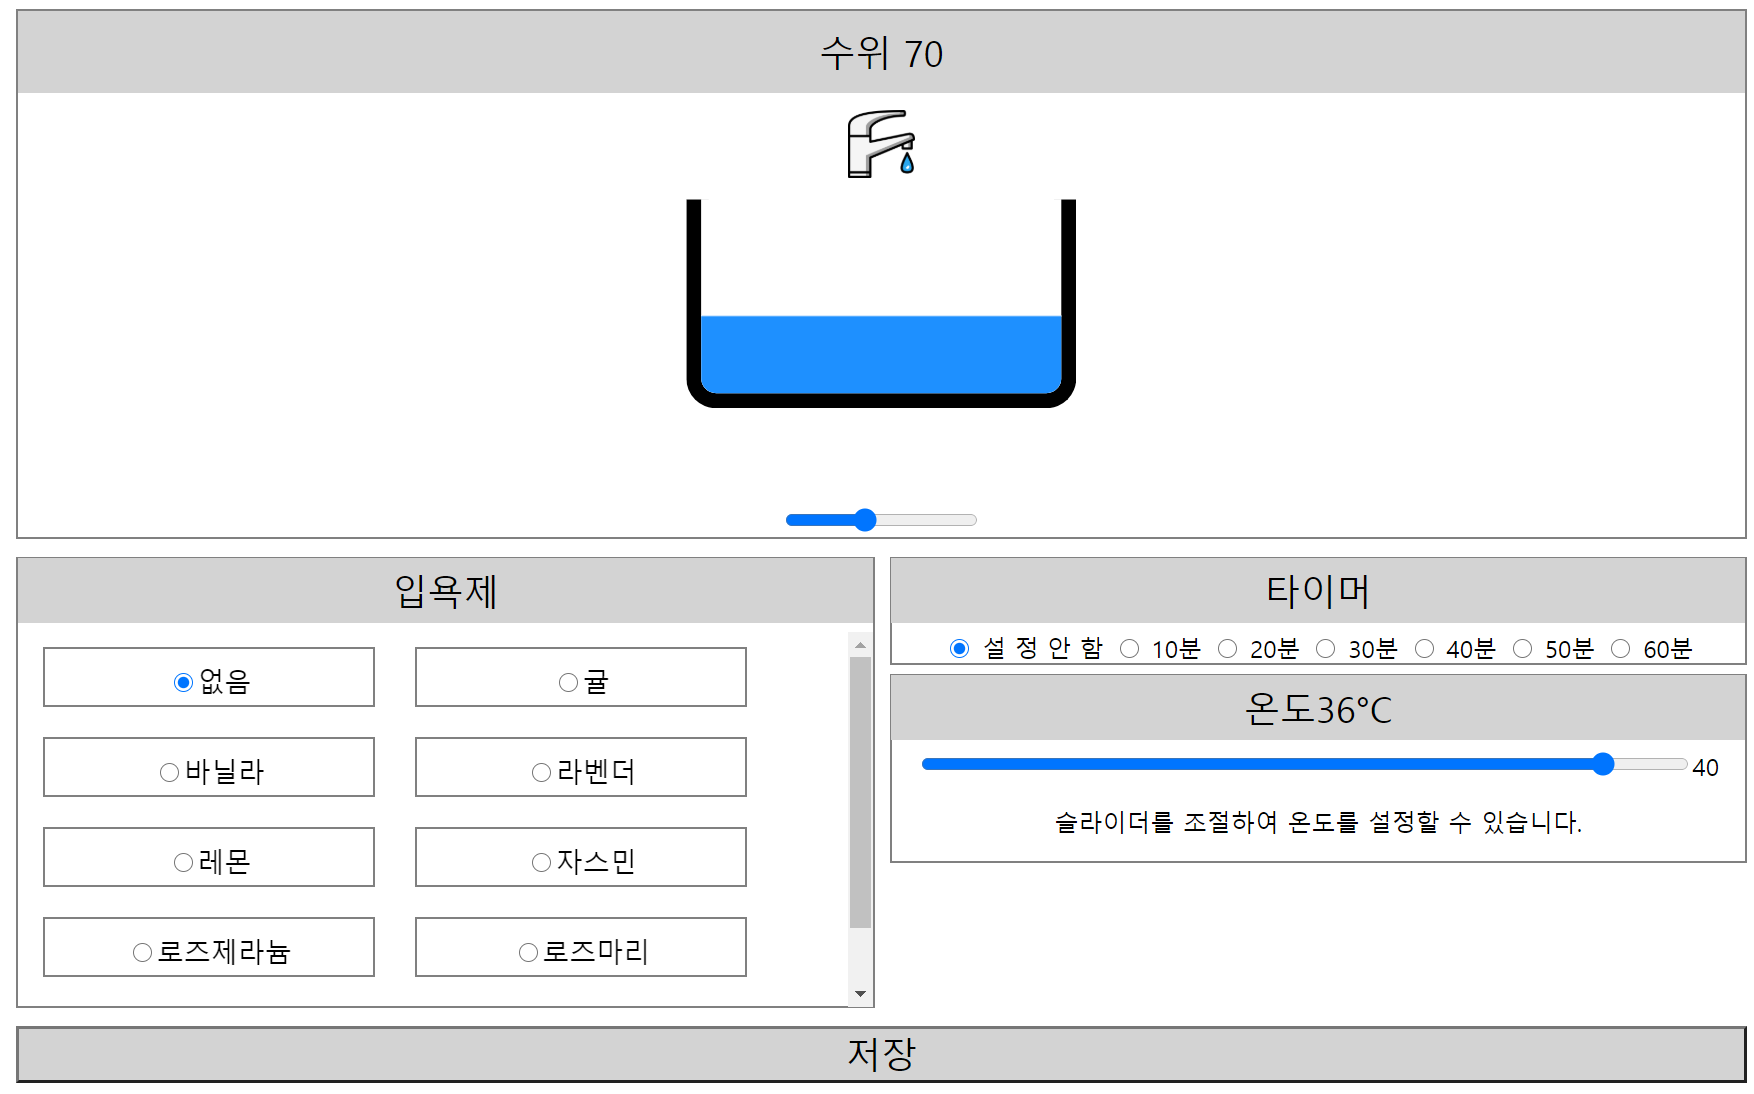 수위 70
입욕제
없음 귤
바닐라 라벤더
레몬 자스민
로즈제라늄 로즈마리
타이머
설 정 안 함 10분 20분 30분 40분 50분 60분
온도36°C
40
슬라이더를 조절하여 온도를 설정할 수 있습니다.
저장